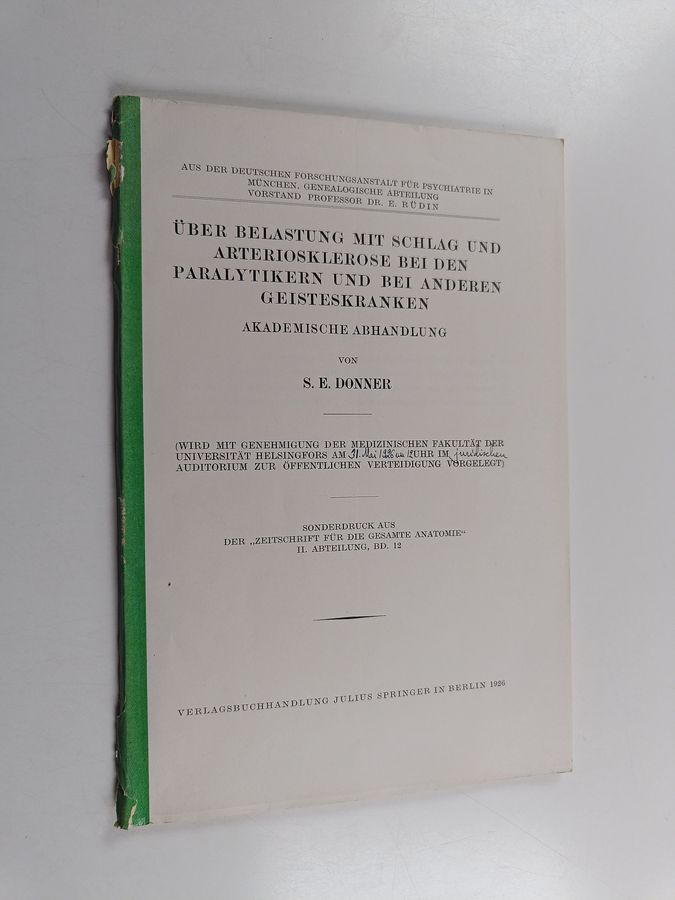 AUS DER DEUTSCHEN FORSCHUNGSANSTALT FÜR PSYCHIATRIE IN
MÜNCHEN. GENEALOGISCHE ABTEILUNG
VORSTAND PROFESSOR DR. E. RÜDIN
ÜBER BELASTUNG MIT SCHLAG UND
ARTERIOSKLEROSE BEI DEN
PARALYTIKERN UND BEI ANDEREN
GEISTESKRANKEN
AKADEMISCHE ABHANDLUNG
VON
S. E. DONNER
(WIRD MIT GENEHMIGUNG DER MEDIZINISCHEN FAKULTÄT DER
UNIVERSITÄT HELSINGFORS AM 31. Mai 1926 um 12 UHR IM juridischen
AUDITORIUM ZUR ÖFFENTLICHEN VERTEIDIGUNG VORGELEGT)
SONDERDRUCK AUS
DER „ZEITSCHRIFT FÜR DIE GESAMTE ANATOMIE“
II. ABTEILUNG, BD. 12
VERLAGSBUCHHANDLUNG JULIUS SPRINGER IN BERLIN 1926